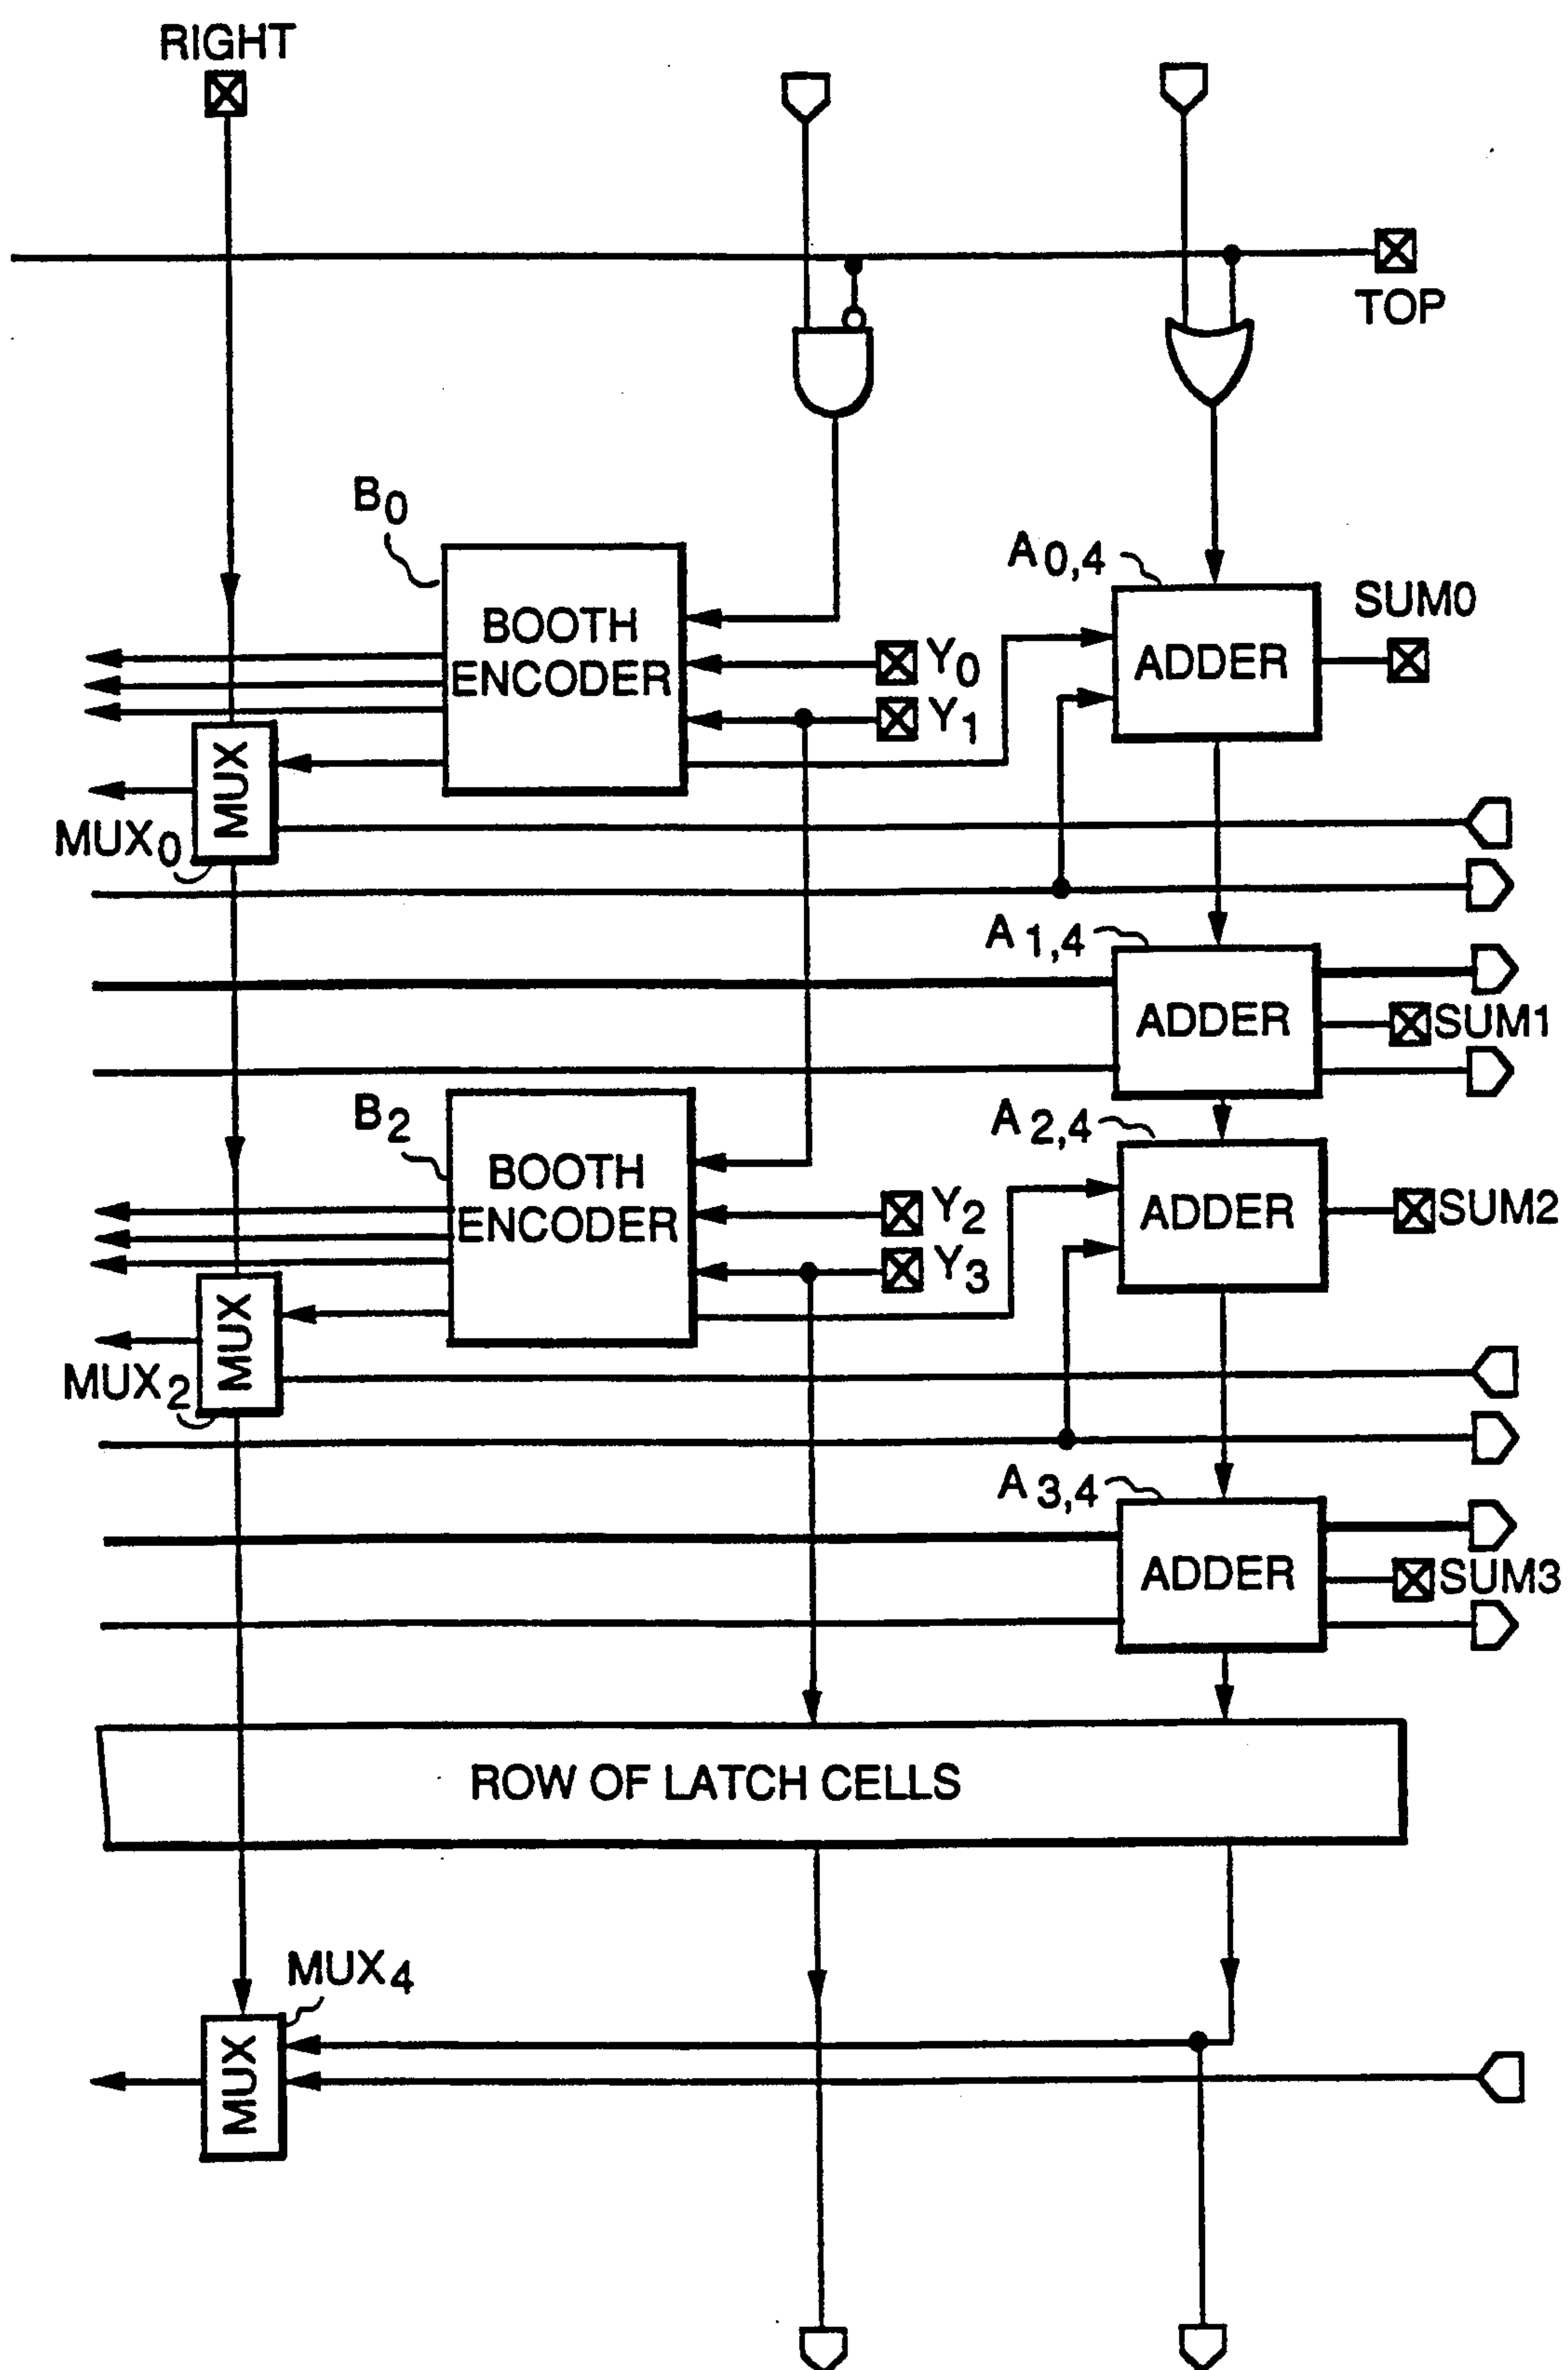 RIGHT
TOP
B0
A0,4
BOOTH
ENCODER
ADDER
SUM0
Y0
Y1
MUX
MUX0
A1,4
ADDER
SUM1
B2
A2,4
BOOTH
ENCODER
ADDER
SUM2
Y2
Y3
MUX
MUX2
A3,4
ADDER
SUM3
ROW OF LATCH CELLS
MUX4
MUX